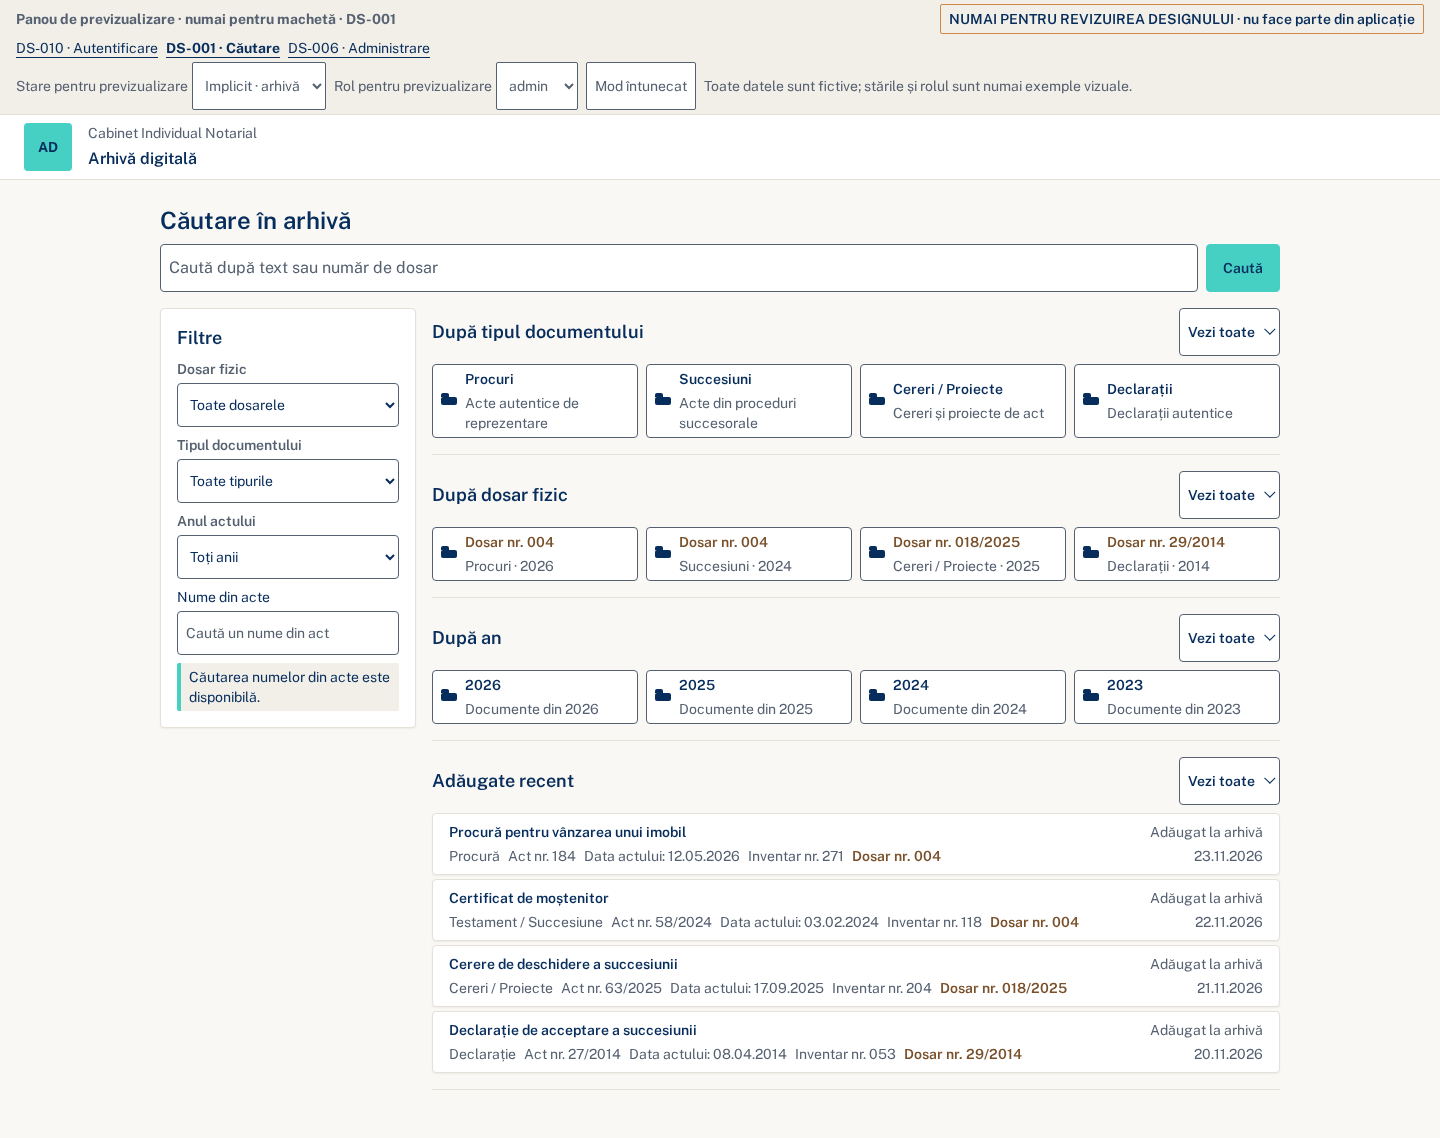 Panou de previzualizare · numai pentru machetă · DS-001
NUMAI PENTRU REVIZUIREA DESIGNULUI · nu face parte din aplicație
DS-010 · Autentificare DS-001 · Căutare DS-006 · Administrare
Stare pentru previzualizare Implicit · arhivă Rol pentru previzualizare admin Mod întunecat Toate datele sunt fictive; stările și rolul sunt numai exemple vizuale.
AD
Cabinet Individual Notarial
Arhivă digitală
Căutare în arhivă
Caută după text sau număr de dosar
Caută
Filtre
Dosar fizic
Toate dosarele
Tipul documentului
Toate tipurile
Anul actului
Toți anii
Nume din acte
Caută un nume din act
Căutarea numelor din acte este
disponibilă.
După tipul documentului
Vezi toate
Procuri
Acte autentice de
reprezentare
Succesiuni
Acte din proceduri
succesorale
Cereri / Proiecte
Cereri și proiecte de act
Declarații
Declarații autentice
După dosar fizic
Vezi toate
Dosar nr. 004
Procuri · 2026
Dosar nr. 004
Succesiuni · 2024
Dosar nr. 018/2025
Cereri / Proiecte · 2025
Dosar nr. 29/2014
Declarații · 2014
După an
Vezi toate
2026
Documente din 2026
2025
Documente din 2025
2024
Documente din 2024
2023
Documente din 2023
Adăugate recent
Vezi toate
Procură pentru vânzarea unui imobil
Adăugat la arhivă
Procură Act nr. 184 Data actului: 12.05.2026 Inventar nr. 271 Dosar nr. 004
23.11.2026
Certificat de moștenitor
Adăugat la arhivă
Testament / Succesiune Act nr. 58/2024 Data actului: 03.02.2024 Inventar nr. 118 Dosar nr. 004
22.11.2026
Cerere de deschidere a succesiunii
Adăugat la arhivă
Cereri / Proiecte Act nr. 63/2025 Data actului: 17.09.2025 Inventar nr. 204 Dosar nr. 018/2025
21.11.2026
Declarație de acceptare a succesiunii
Adăugat la arhivă
Declarație Act nr. 27/2014 Data actului: 08.04.2014 Inventar nr. 053 Dosar nr. 29/2014
20.11.2026